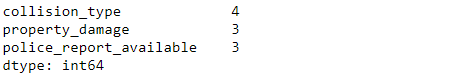 collision_type 4
property_damage 3
police_report_available 3
dtype: int64